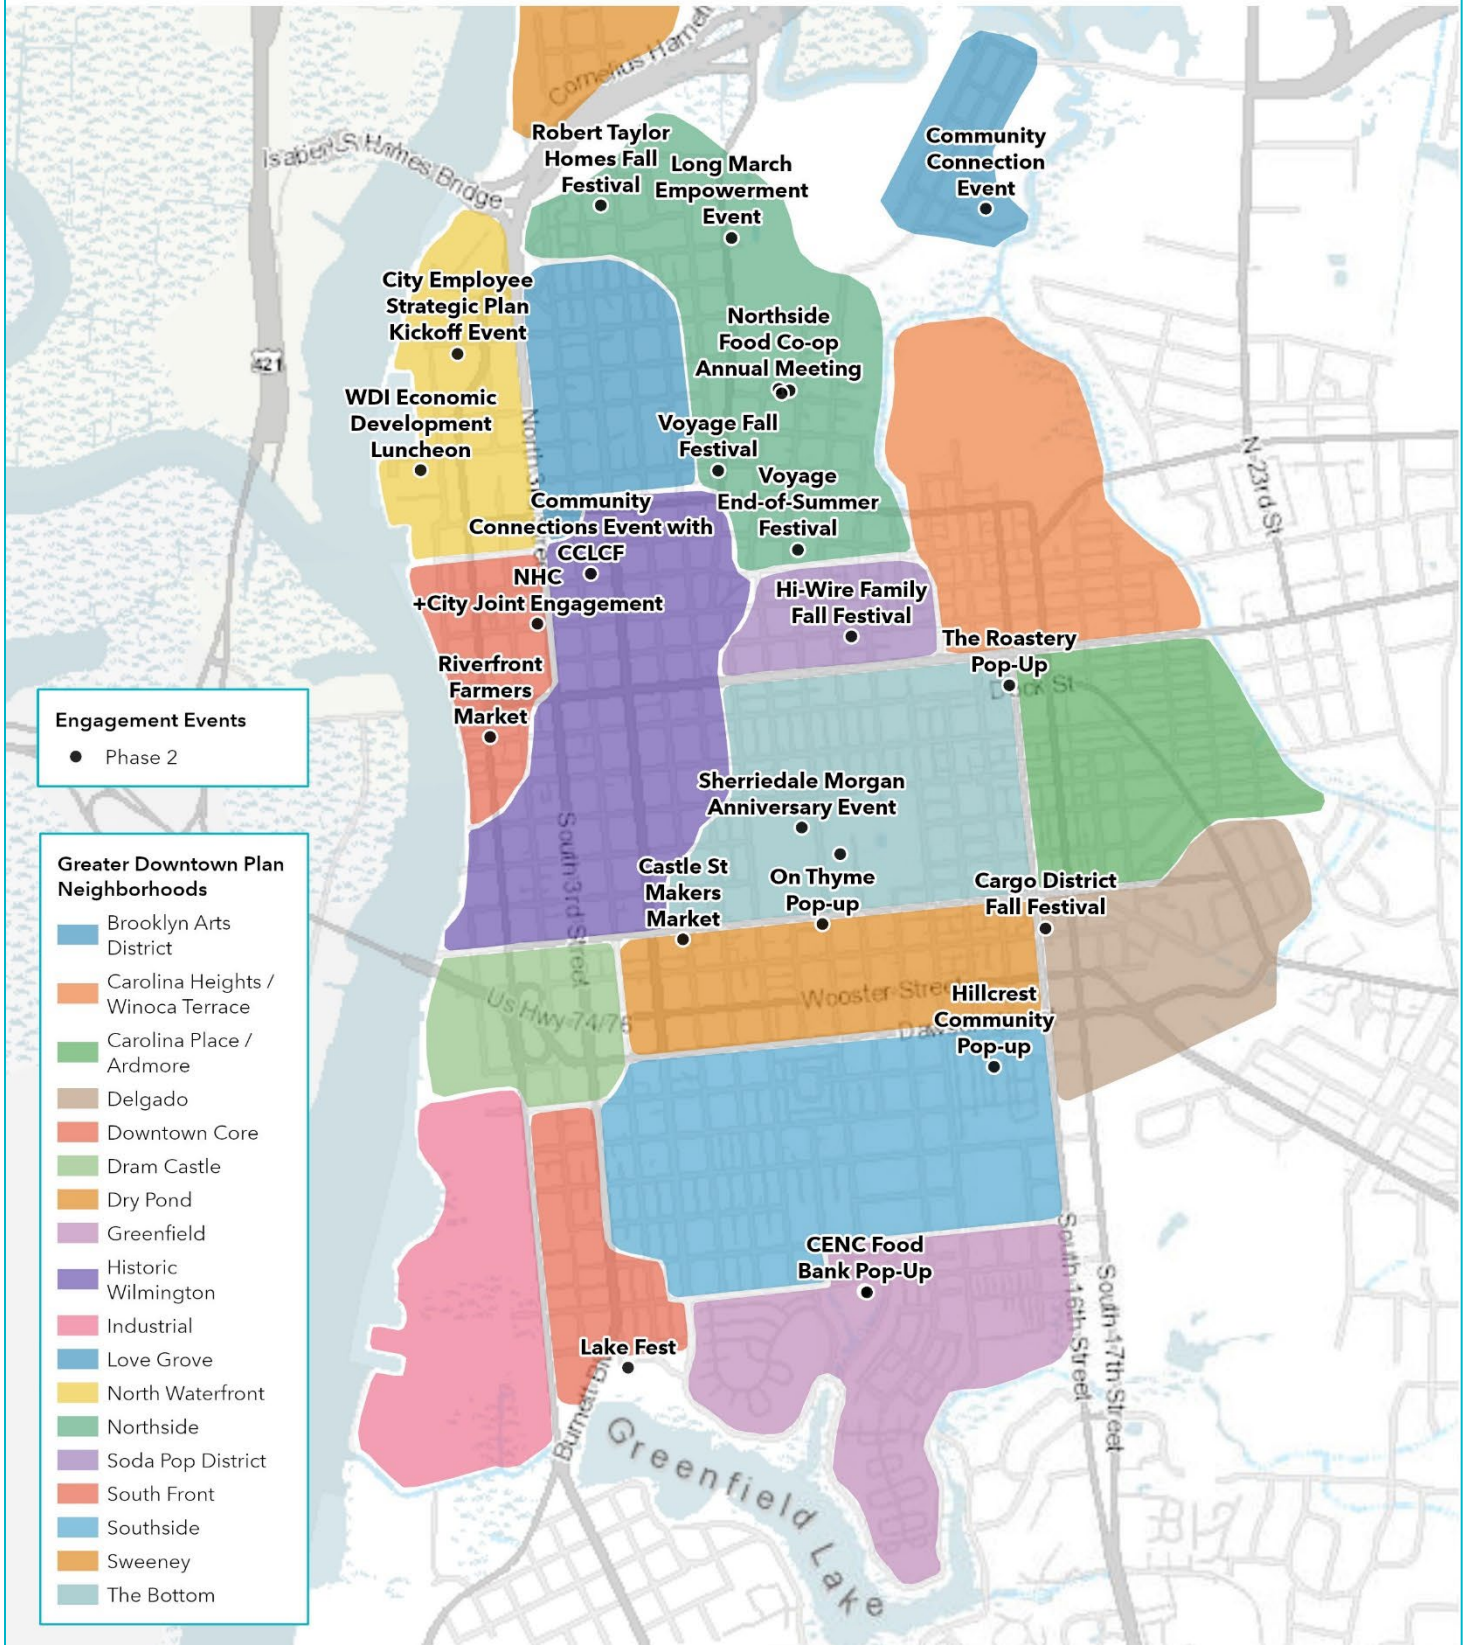 Cornelius Harnett
Isabel S Holmes Bridge
Robert Taylor
Homes Fall
Festival
Long March
Empowerment
Event
Community
Connection
Event
City Employee
Strategic Plan
Kickoff Event
Northside
Food Co-op
Annual Meeting
421
WDI Economic
Development
Luncheon
Voyage Fall
Festival
Voyage
End-of-Summer
Festival
N 23rd St
Community
Connections Event with
CCLCF
NHC
+City Joint Engagement
Hi-Wire Family
Fall Festival
The Roastery
Pop-Up
Dock St
Riverfront
Farmers
Market
Engagement Events
Phase 2
Sherriedale Morgan
Anniversary Event
South 3rd Street
Castle St
Makers
Market
On Thyme
Pop-up
Cargo District
Fall Festival
Us Hwy 74/76
Wooster Street
Hillcrest
Community
Pop-up
CENC Food
Bank Pop-Up
South 16th Street
South 17th Street
Lake Fest
Greenfield Lake
Greater Downtown Plan
Neighborhoods
Brooklyn Arts
District
Carolina Heights /
Winoca Terrace
Carolina Place /
Ardmore
Delgado
Downtown Core
Dram Castle
Dry Pond
Greenfield
Historic
Wilmington
Industrial
Love Grove
North Waterfront
Northside
Soda Pop District
South Front
Southside
Sweeney
The Bottom